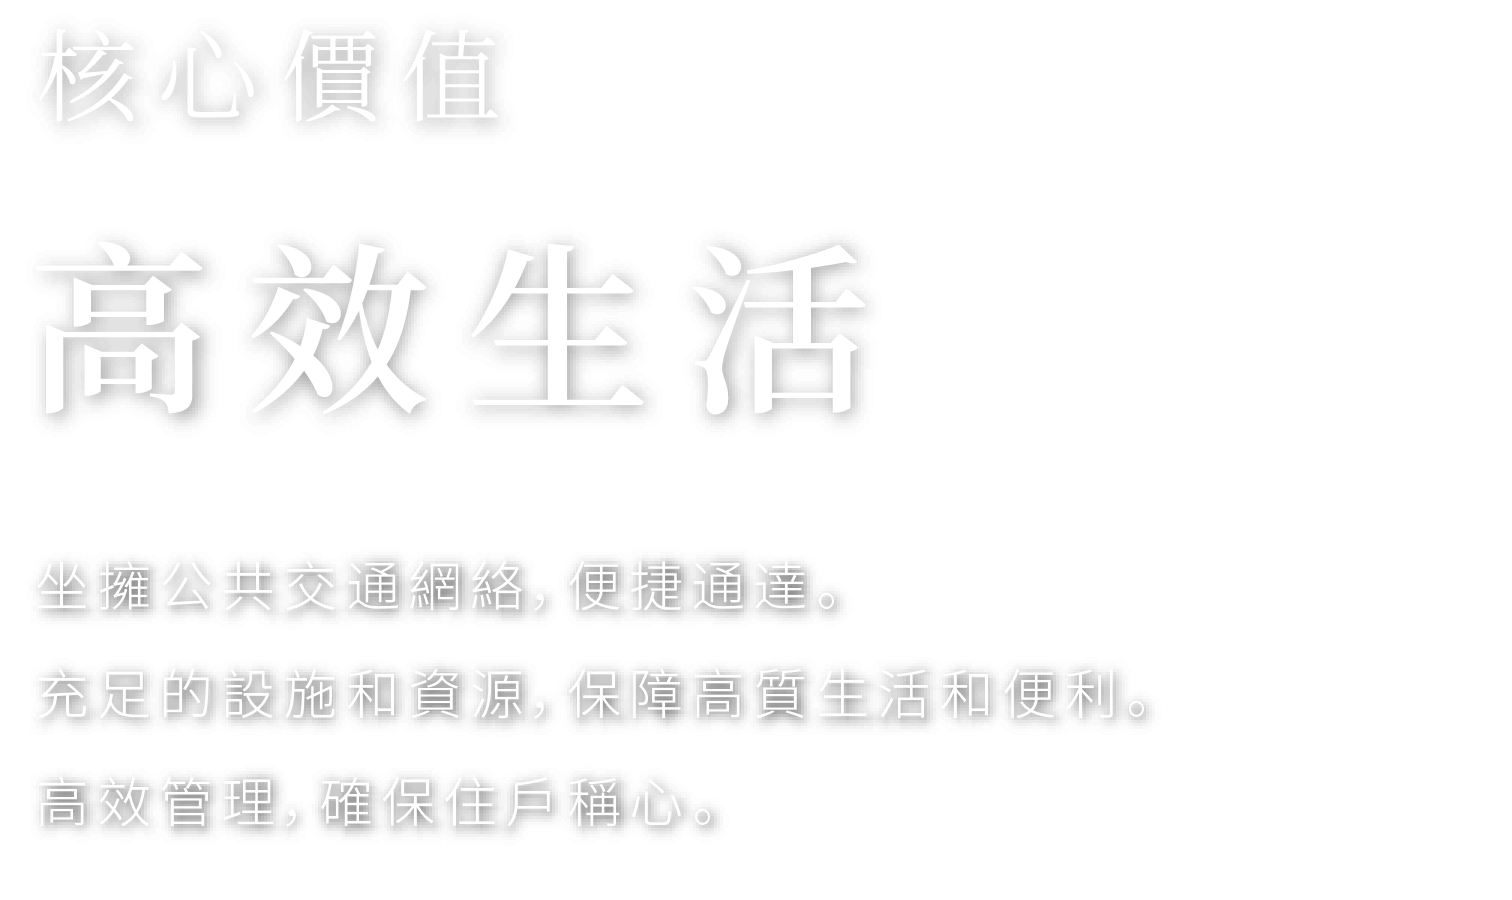 核心價值
高效生活
坐擁公共交通網絡，便捷通達。
充足的設施和資源，保障高質生活和便利。
高效管理，確保住戶稱心。